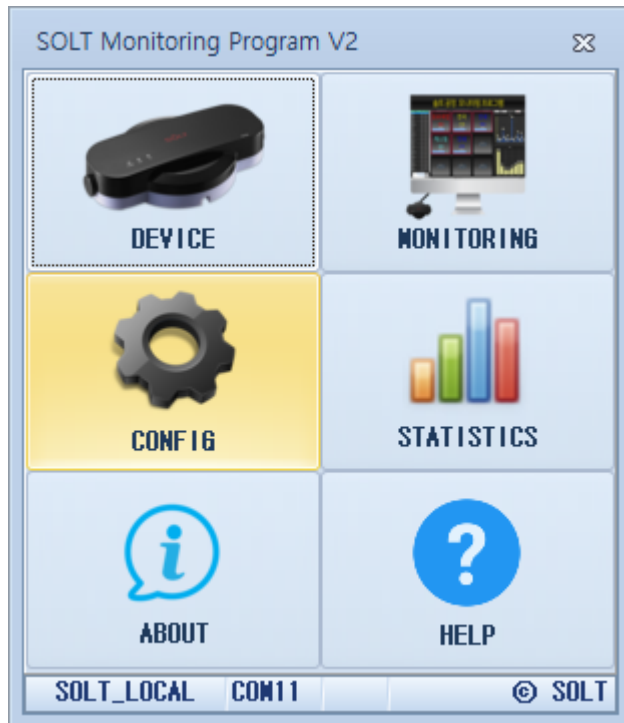 SOLT Monitoring Program V2
DEVICE
MONITORING
CONFIG
STATISTICS
ABOUT
HELP
SOLT_LOCAL COM11 © SOLT